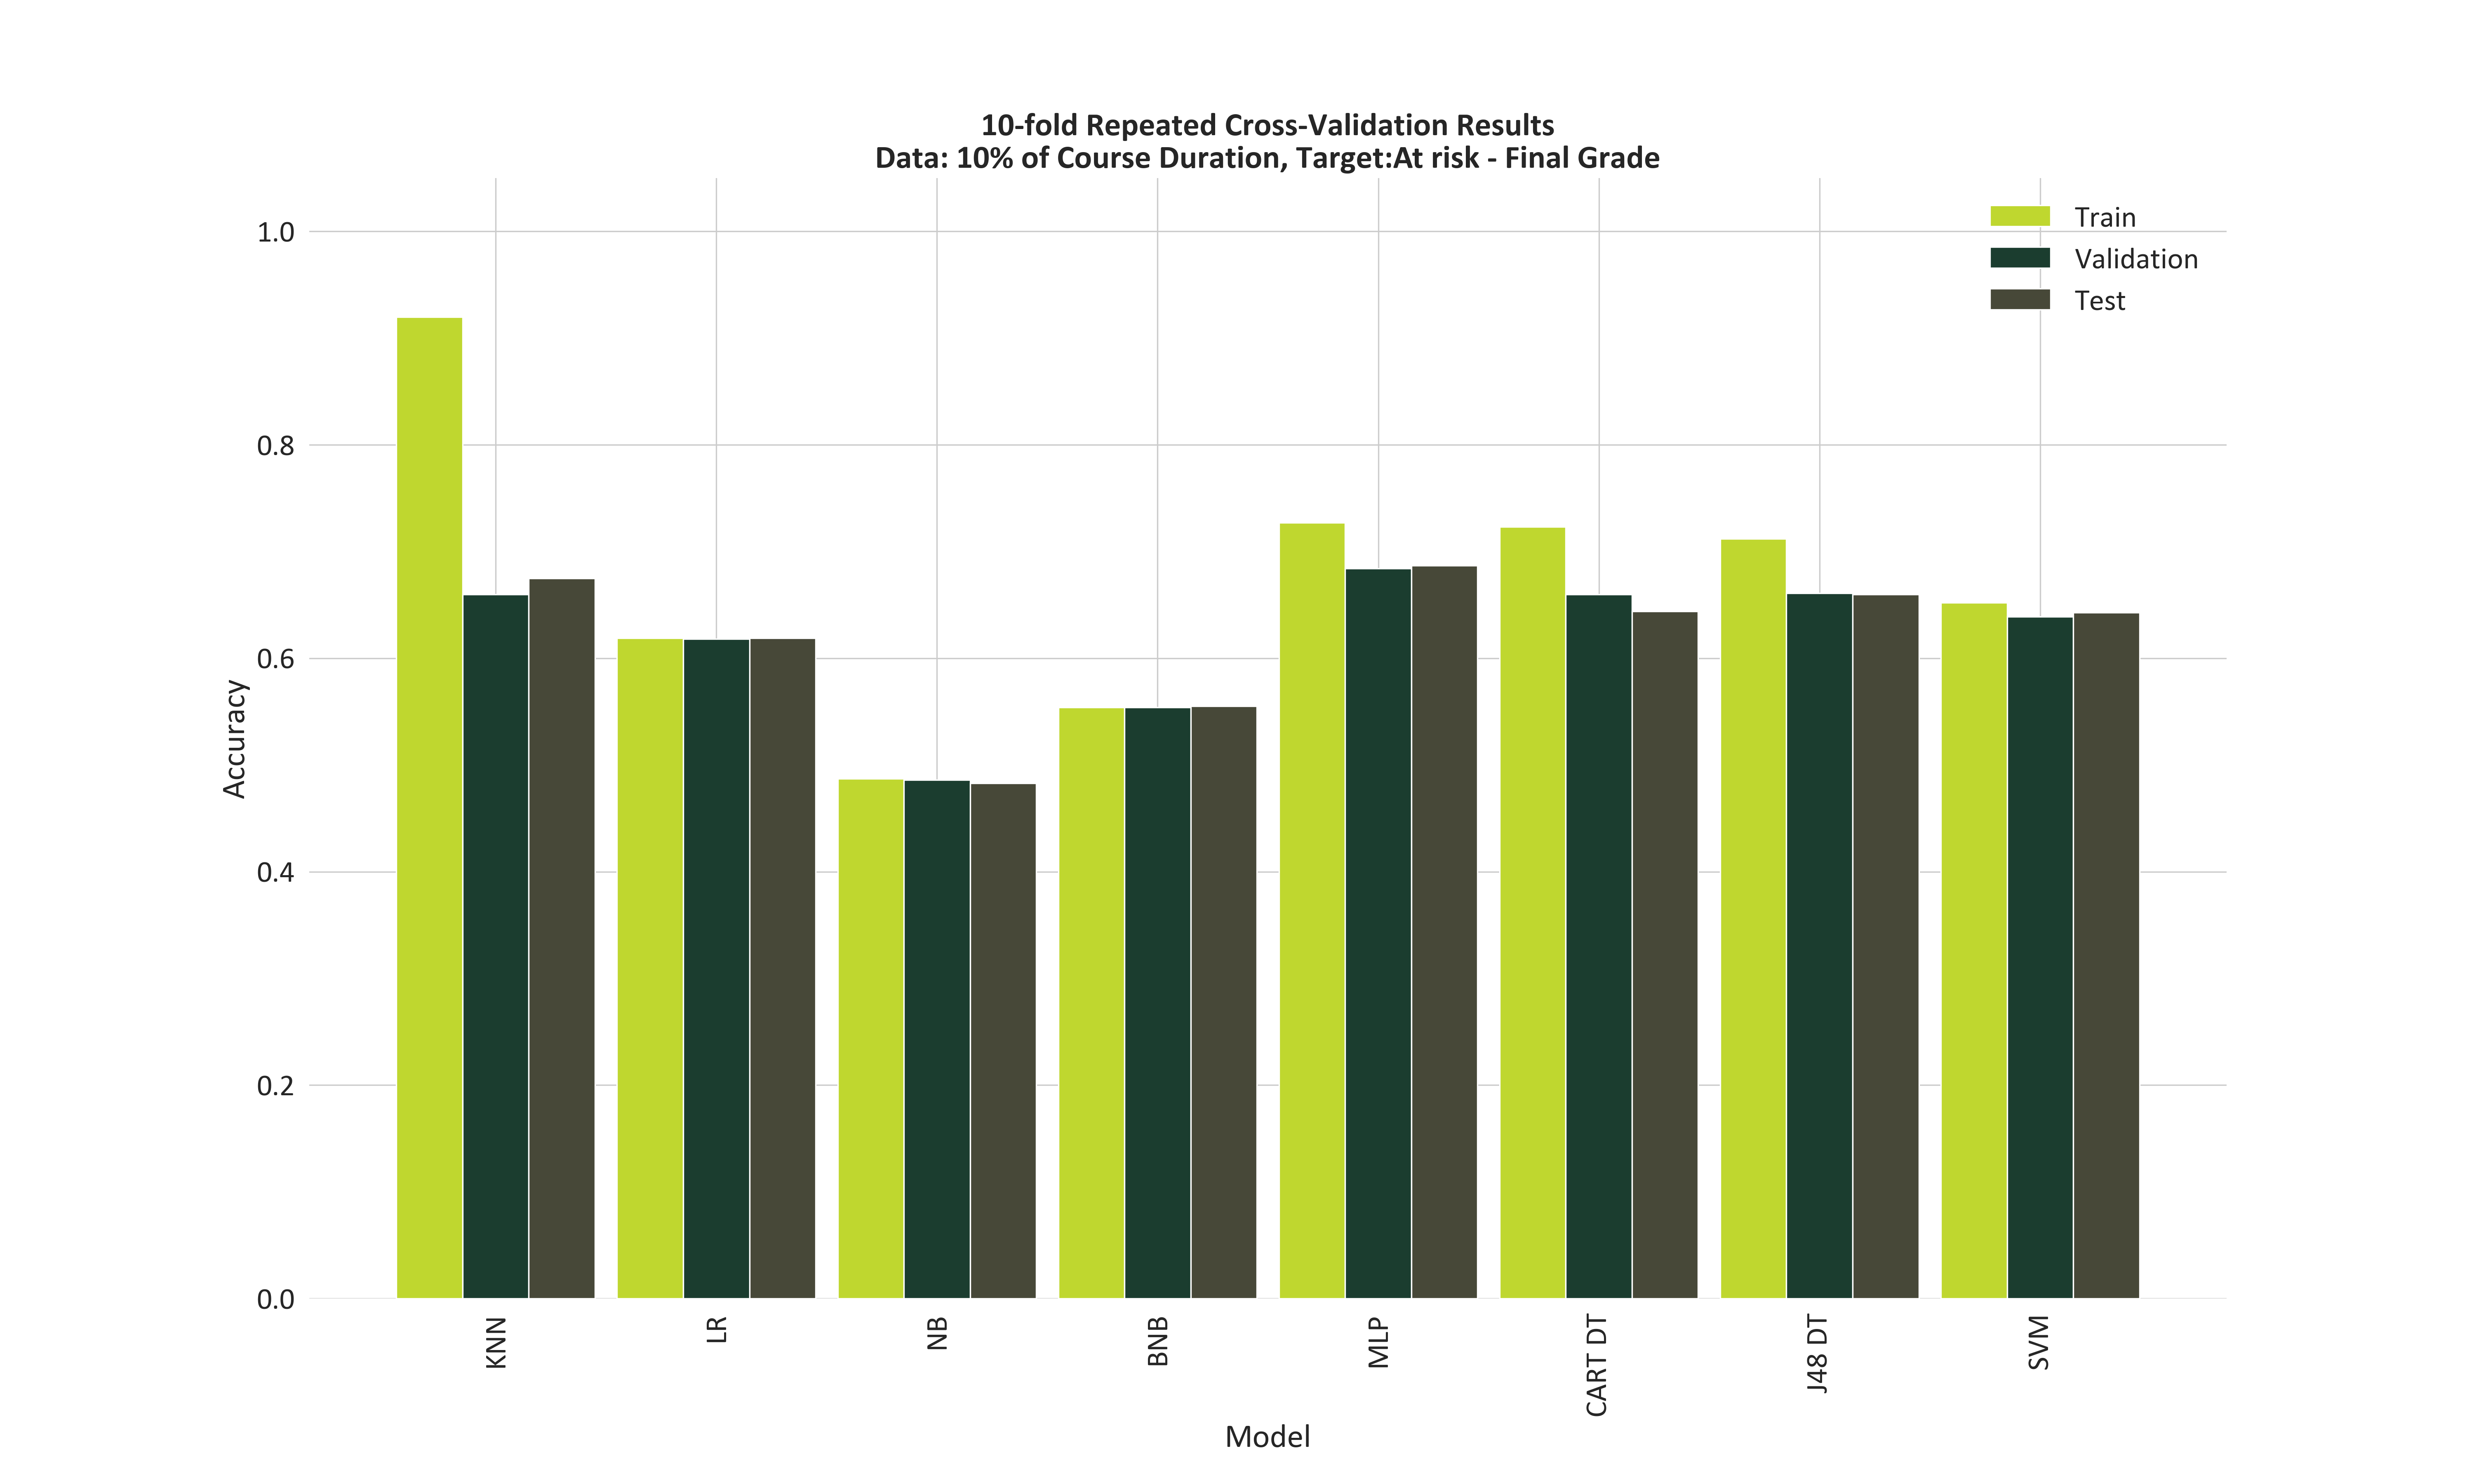 10-fold Repeated Cross-Validation Results
Data: 10% of Course Duration, Target:At risk - Final Grade
Train
Validation
Test
1.0
0.8
0.6
0.4
0.2
0.0
Accuracy
KNN
LR
NB
BNB
MLP
CART DT
J48 DT
SVM
Model